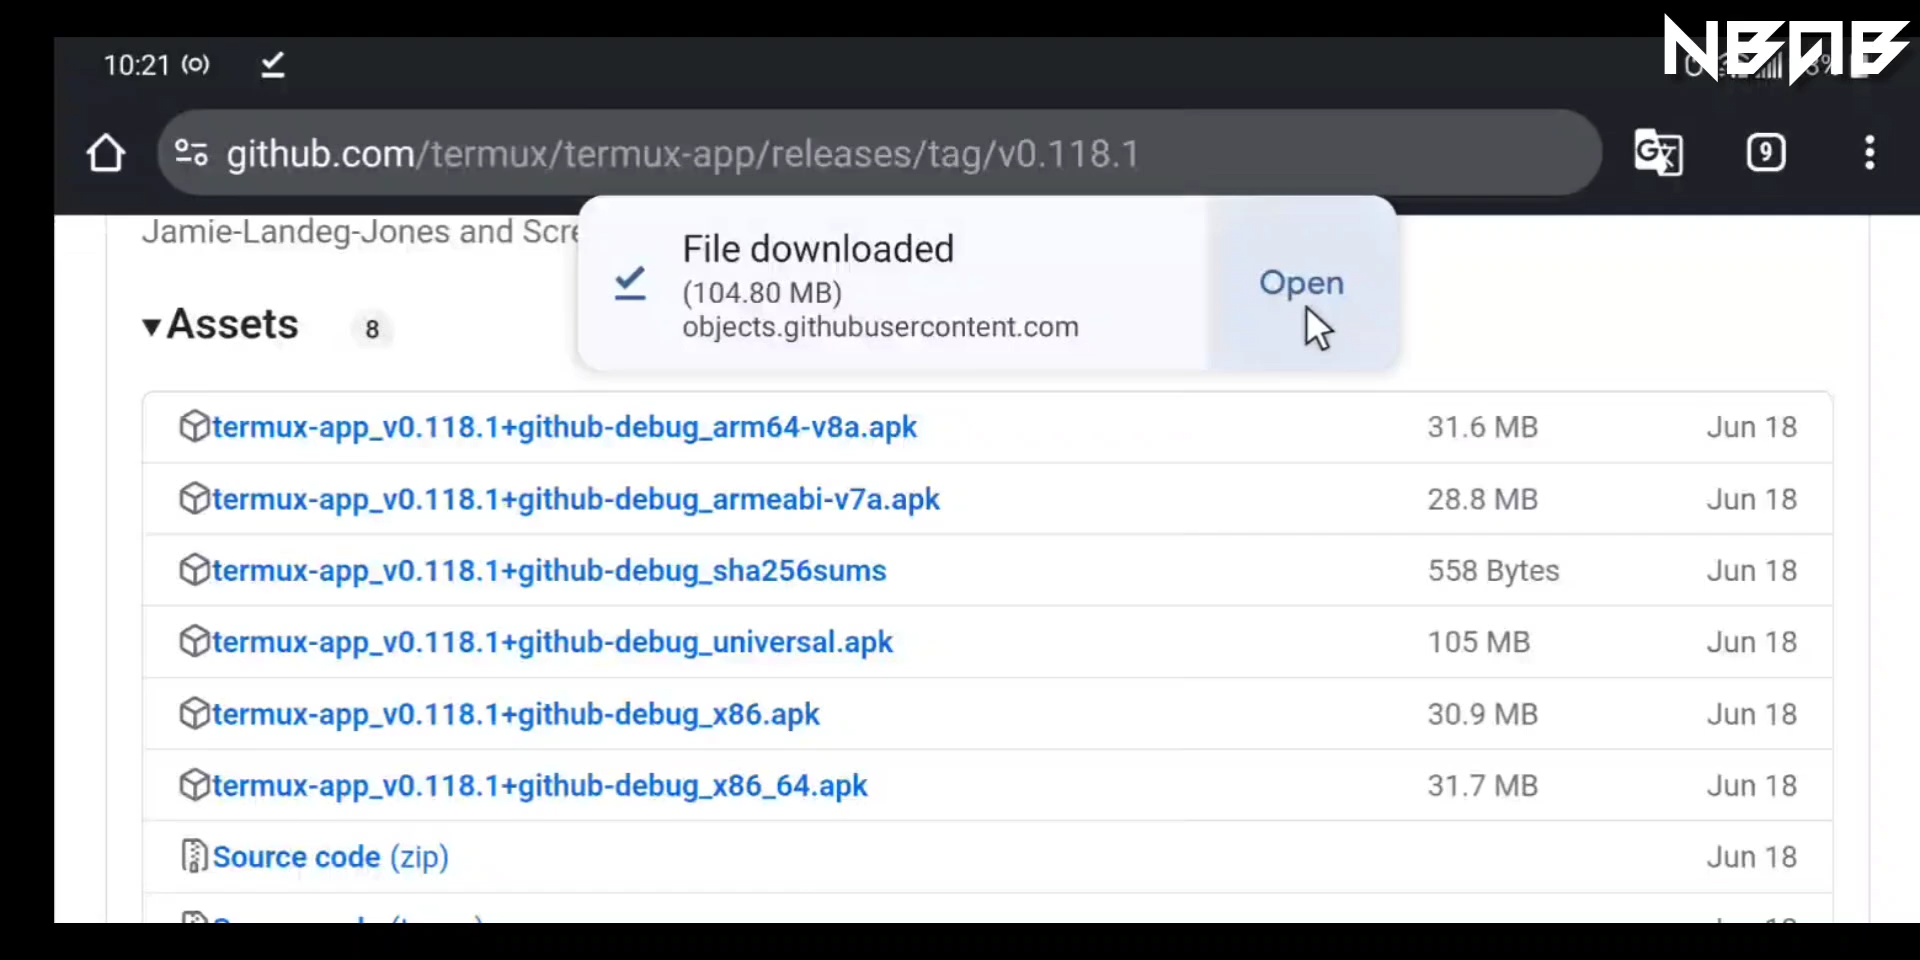 NBAB
10:21
github.com/termux/termux-app/releases/tag/v0.118.1
9
Jamie-Landeg-Jones and
File downloaded
(104.80 MB)
objects.githubusercontent.com
Open
Assets 8
termux-app_v0.118.1+github-debug_arm64-v8a.apk 31.6 MB Jun 18
termux-app_v0.118.1+github-debug_armeabi-v7a.apk 28.8 MB Jun 18
termux-app_v0.118.1+github-debug_sha256sums 558 Bytes Jun 18
termux-app_v0.118.1+github-debug_universal.apk 105 MB Jun 18
termux-app_v0.118.1+github-debug_x86.apk 30.9 MB Jun 18
termux-app_v0.118.1+github-debug_x86_64.apk 31.7 MB Jun 18
Source code (zip) Jun 18